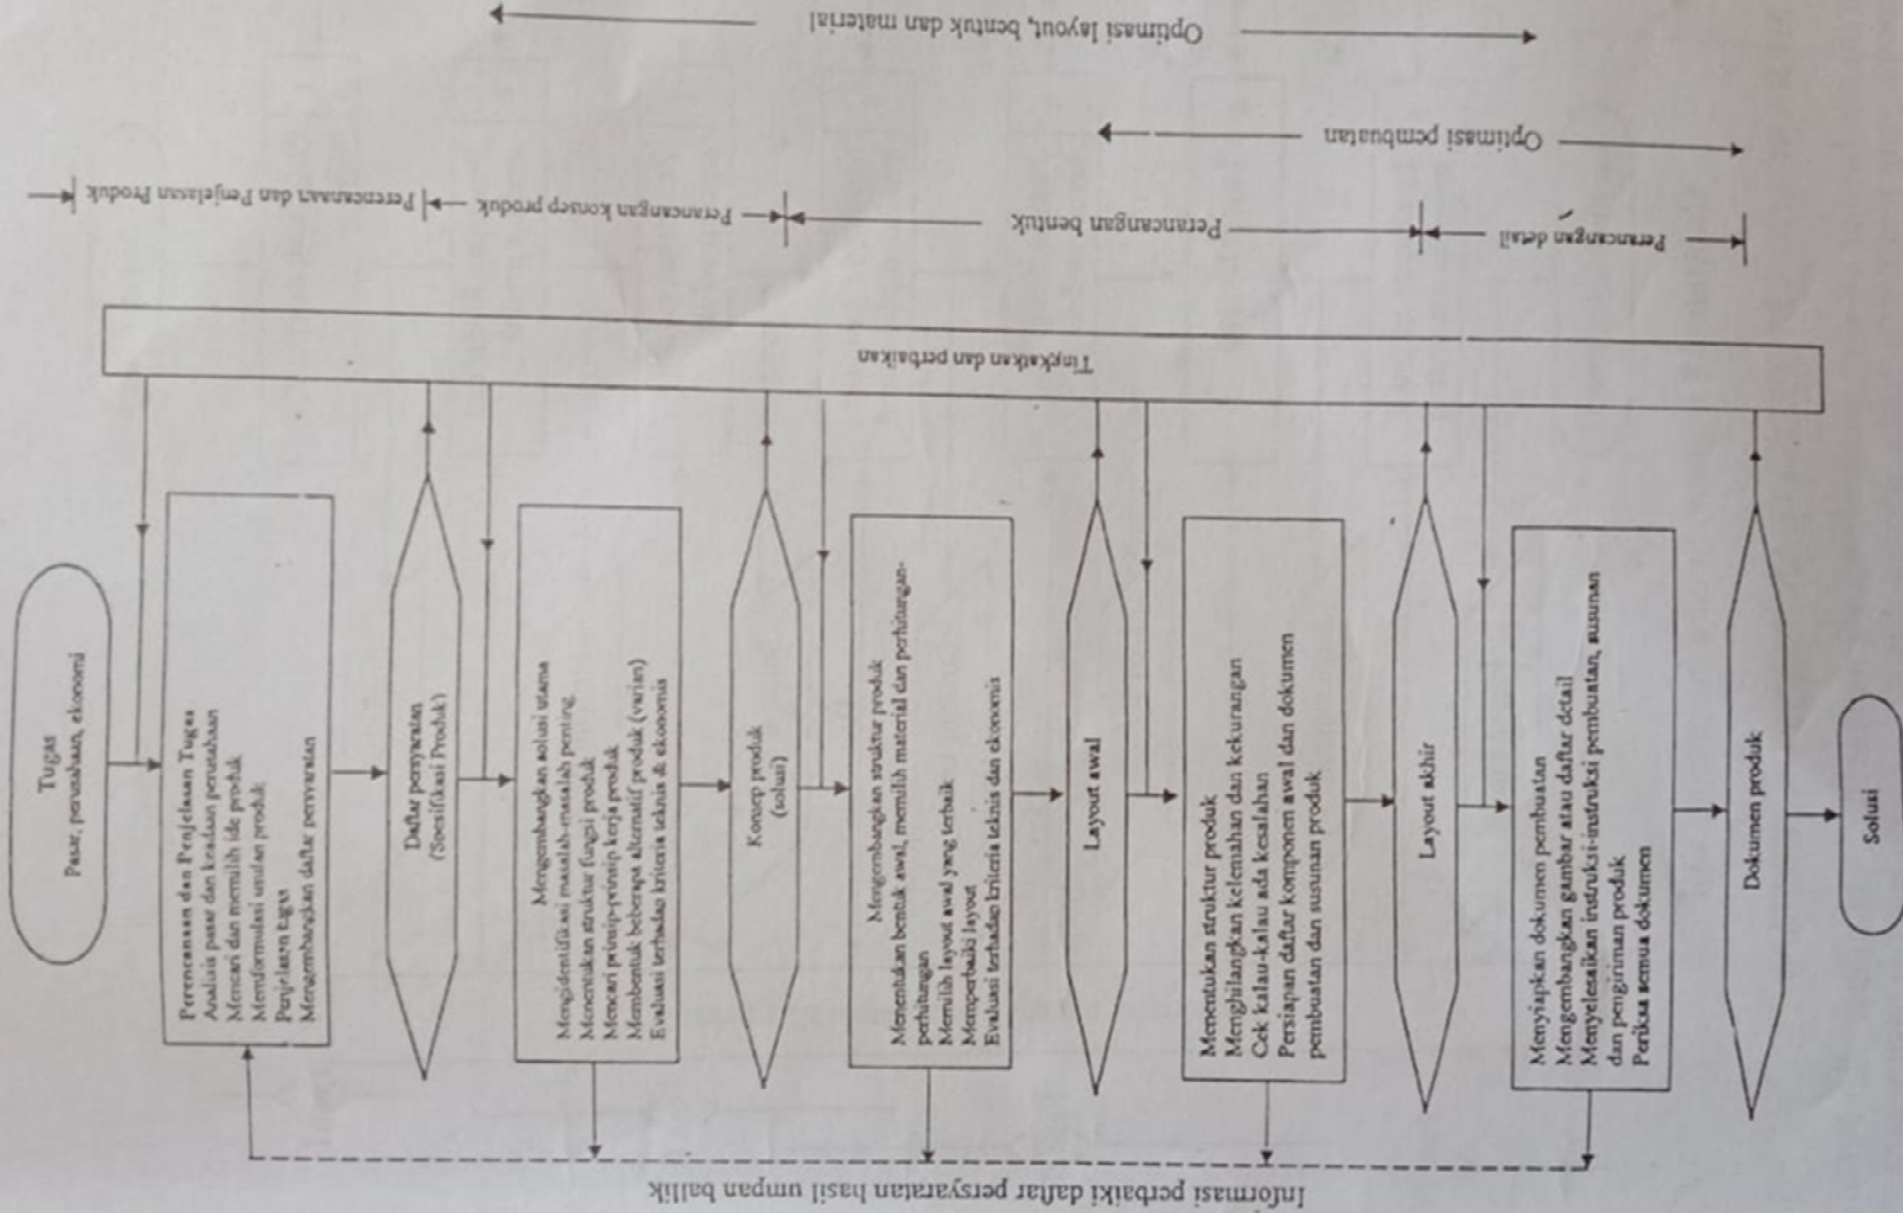 Tugas
Pasar, perusahaan, ekonomi
Perencanaan dan Penjelasan Tugas
Analisis pasar dan keadaan perusahaan
Mencari dan memilih ide produk
Memformulasi usulan produk
Penjelasan tugas
Mengembangkan daftar persyaratan
Daftar persyaratan
(Spesifikasi Produk)
Mengembangkan solusi utama
Mengidentifikasi masalah-masalah penting
Menentukan struktur fungsi produk
Mencari prinsip-prinsip kerja produk
Membentuk beberapa alternatif produk (varian)
Evaluasi terhadap kriteria teknis & ekonomis
Konsep produk
(solusi)
Mengembangkan struktur produk
Menentukan bentuk awal, memilih material dan perhitungan-
perhitungan
Memilih layout awal yang terbaik
Memperbaiki layout
Evaluasi terhadap kriteria teknis dan ekonomis
Layout awal
Menentukan struktur produk
Menghilangkan kelemahan dan kekurangan
Cek kalau-kalau ada kesalahan
Persiapan daftar komponen awal dan dokumen
pembuatan dan susunan produk
Layout akhir
Menyiapkan dokumen pembuatan
Mengembangkan gambar atau daftar detail
Menyelesaikan instruksi-instruksi pembuatan, susunan
dan pengiriman produk
Periksa semua dokumen
Dokumen produk
Solusi
Informasi perbaiki daftar persyaratan hasil umpan ballik
Tingkatkan dan perbaikan
Perencanaan dan Penjelasan Produk
Perancangan konsep produk
Perancangan bentuk
Perancangan detail
Optimasi pembuatan
Optimasi layout, bentuk dan material